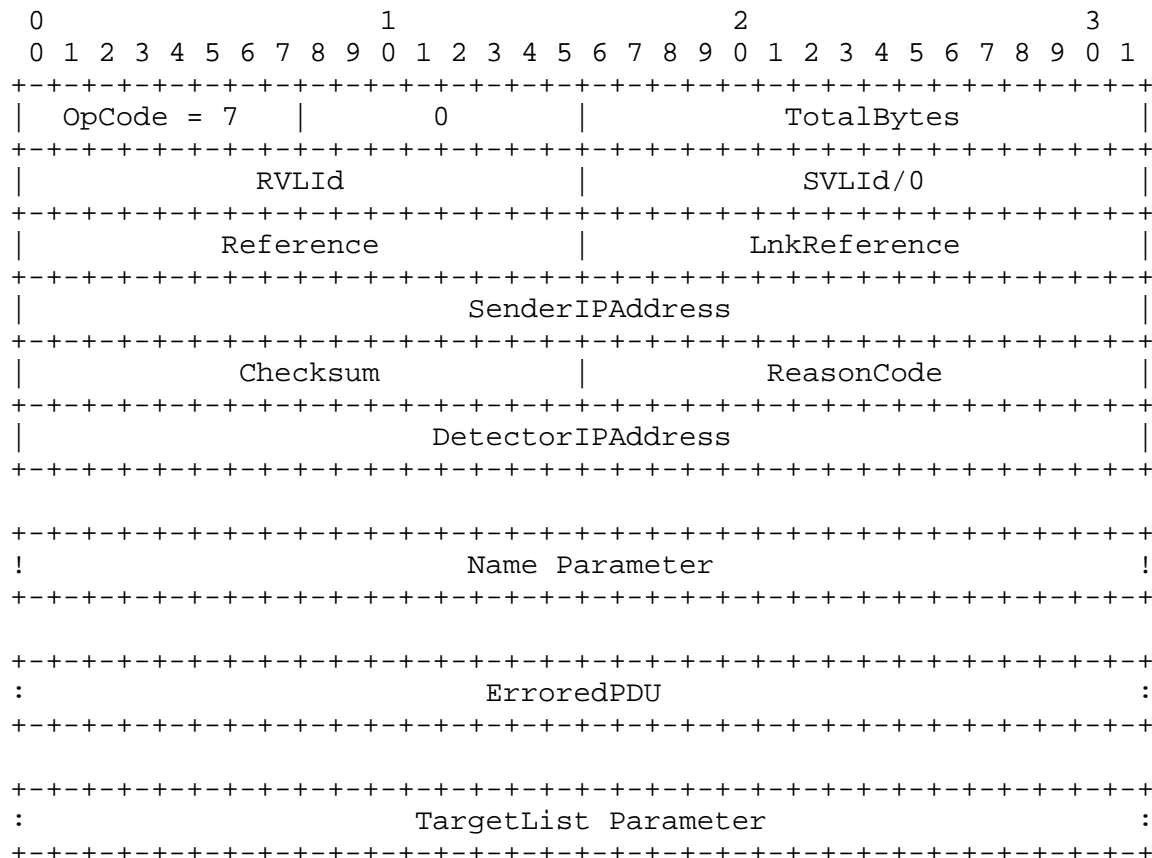 0                   1                   2                   3
 0 1 2 3 4 5 6 7 8 9 0 1 2 3 4 5 6 7 8 9 0 1 2 3 4 5 6 7 8 9 0 1
+-+-+-+-+-+-+-+-+-+-+-+-+-+-+-+-+-+-+-+-+-+-+-+-+-+-+-+-+-+-+-+-+
|  OpCode = 7   |       0       |           TotalBytes          |
+-+-+-+-+-+-+-+-+-+-+-+-+-+-+-+-+-+-+-+-+-+-+-+-+-+-+-+-+-+-+-+-+
|             RVLId             |            SVLId/0            |
+-+-+-+-+-+-+-+-+-+-+-+-+-+-+-+-+-+-+-+-+-+-+-+-+-+-+-+-+-+-+-+-+
|           Reference           |         LnkReference          |
+-+-+-+-+-+-+-+-+-+-+-+-+-+-+-+-+-+-+-+-+-+-+-+-+-+-+-+-+-+-+-+-+
|                         SenderIPAddress                       |
+-+-+-+-+-+-+-+-+-+-+-+-+-+-+-+-+-+-+-+-+-+-+-+-+-+-+-+-+-+-+-+-+
|            Checksum           |          ReasonCode           |
+-+-+-+-+-+-+-+-+-+-+-+-+-+-+-+-+-+-+-+-+-+-+-+-+-+-+-+-+-+-+-+-+
|                       DetectorIPAddress                       |
+-+-+-+-+-+-+-+-+-+-+-+-+-+-+-+-+-+-+-+-+-+-+-+-+-+-+-+-+-+-+-+-+

+-+-+-+-+-+-+-+-+-+-+-+-+-+-+-+-+-+-+-+-+-+-+-+-+-+-+-+-+-+-+-+-+
!                         Name Parameter                        !
+-+-+-+-+-+-+-+-+-+-+-+-+-+-+-+-+-+-+-+-+-+-+-+-+-+-+-+-+-+-+-+-+

+-+-+-+-+-+-+-+-+-+-+-+-+-+-+-+-+-+-+-+-+-+-+-+-+-+-+-+-+-+-+-+-+
:                          ErroredPDU                           :
+-+-+-+-+-+-+-+-+-+-+-+-+-+-+-+-+-+-+-+-+-+-+-+-+-+-+-+-+-+-+-+-+

+-+-+-+-+-+-+-+-+-+-+-+-+-+-+-+-+-+-+-+-+-+-+-+-+-+-+-+-+-+-+-+-+
:                      TargetList Parameter                     :
+-+-+-+-+-+-+-+-+-+-+-+-+-+-+-+-+-+-+-+-+-+-+-+-+-+-+-+-+-+-+-+-+